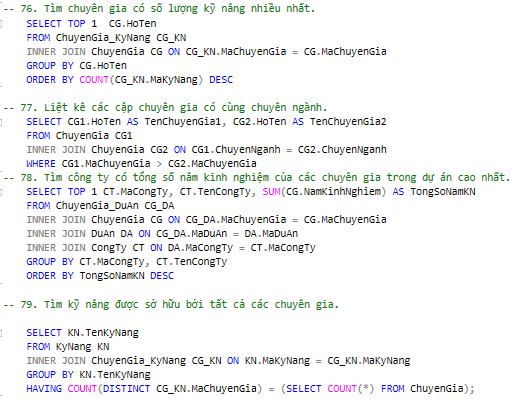 -- 76. Tìm chuyên gia có số lượng kỹ năng nhiều nhất.
SELECT TOP 1  CG.HoTen
FROM ChuyenGia_KyNang CG_KN
INNER JOIN ChuyenGia CG ON CG_KN.MaChuyenGia = CG.MaChuyenGia
GROUP BY CG.HoTen
ORDER BY COUNT(CG_KN.MaKyNang) DESC
-- 77. Liệt kê các cặp chuyên gia có cùng chuyên ngành.
SELECT CG1.HoTen AS TenChuyenGia1, CG2.HoTen AS TenChuyenGia2
FROM ChuyenGia CG1
INNER JOIN ChuyenGia CG2 ON CG1.ChuyenNganh = CG2.ChuyenNganh
WHERE CG1.MaChuyenGia > CG2.MaChuyenGia
-- 78. Tìm công ty có tổng số năm kinh nghiệm của các chuyên gia trong dự án cao nhất.
SELECT TOP 1 CT.MaCongTy, CT.TenCongTy, SUM(CG.NamKinhNghiem) AS TongSoNamKN
FROM ChuyenGia_DuAn CG_DA
INNER JOIN ChuyenGia CG ON CG_DA.MaChuyenGia = CG.MaChuyenGia
INNER JOIN DuAn DA ON CG_DA.MaDuAn = DA.MaDuAn
INNER JOIN CongTy CT ON DA.MaCongTy = CT.MaCongTy
GROUP BY CT.MaCongTy, CT.TenCongTy
ORDER BY TongSoNamKN DESC
-- 79. Tìm kỹ năng được sở hữu bởi tất cả các chuyên gia.
SELECT KN.TenKyNang
FROM KyNang KN
INNER JOIN ChuyenGia_KyNang CG_KN ON KN.MaKyNang = CG_KN.MaKyNang
GROUP BY KN.TenKyNang
HAVING COUNT(DISTINCT CG_KN.MaChuyenGia) = (SELECT COUNT(*) FROM ChuyenGia);